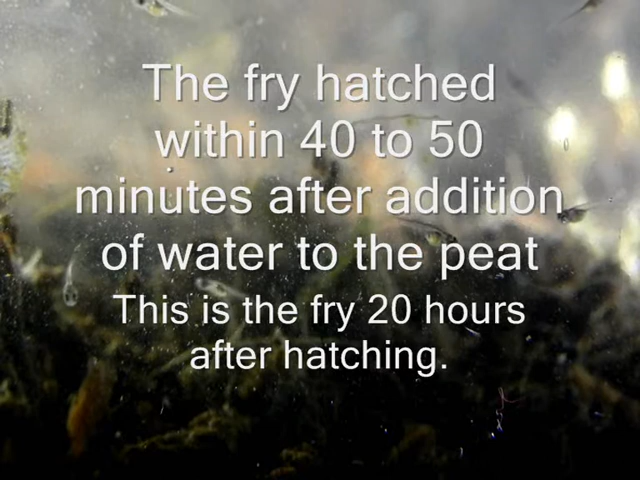 The fry hatched
within 40 to 50
minutes after addition
of water to the peat
This is the fry 20 hours
after hatching.